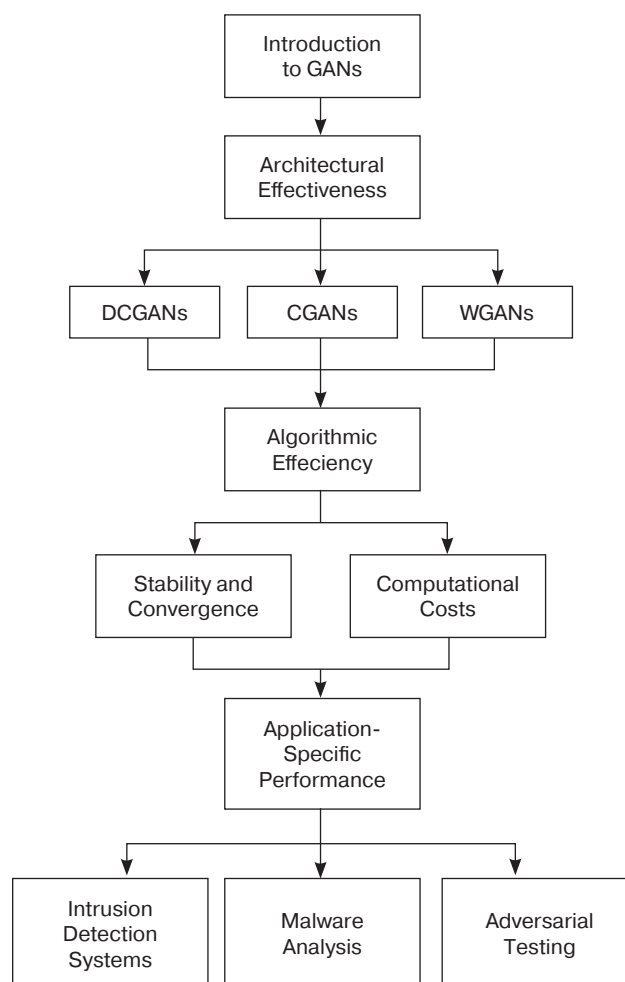 Introduction
to GANs
Architectural
Effectiveness
DCGANs
CGANs
WGANs
Algorithmic
Effeciency
Stability and
Convergence
Computational
Costs
Application-
Specific
Performance
Intrusion
Detection
Systems
Malware
Analysis
Adversarial
Testing